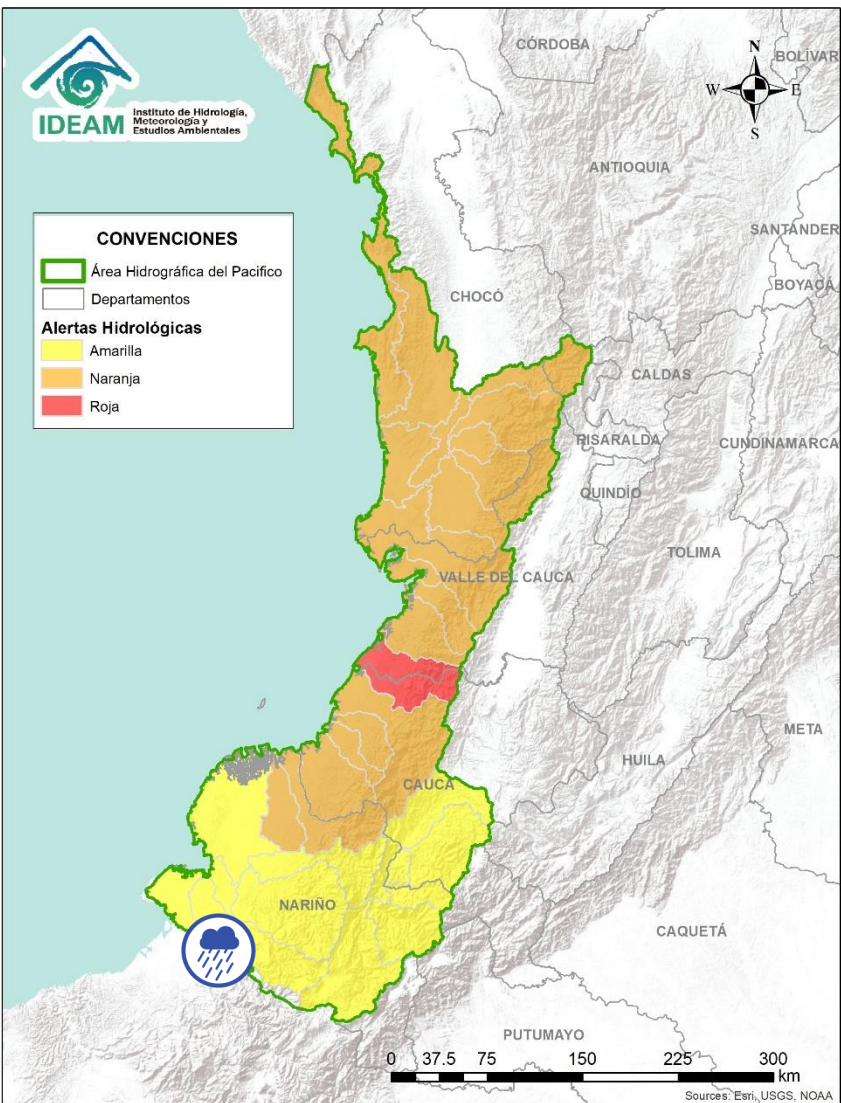 IDEAM
Instituto de Hidrología,
Meteorología y
Estudios Ambientales
CÓRDOBA
BOLÍVAR
N
W
E
S
ANTIOQUIA
SANTANDER
BOYACÁ
CONVENCIONES
Área Hidrográfica del Pacifico
Departamentos
Alertas Hidrológicas
Amarilla
Naranja
Roja
CHOCÓ
CALDAS
RISARALDA
CUNDINAMARCA
QUINDÍO
TOLIMA
VALLE DEL CAUCA
META
HUILA
CAUCA
NARIÑO
CAQUETÁ
PUTUMAYO
0 37.5 75 150 225 300
km
Sources: Esri, USGS, NOAA